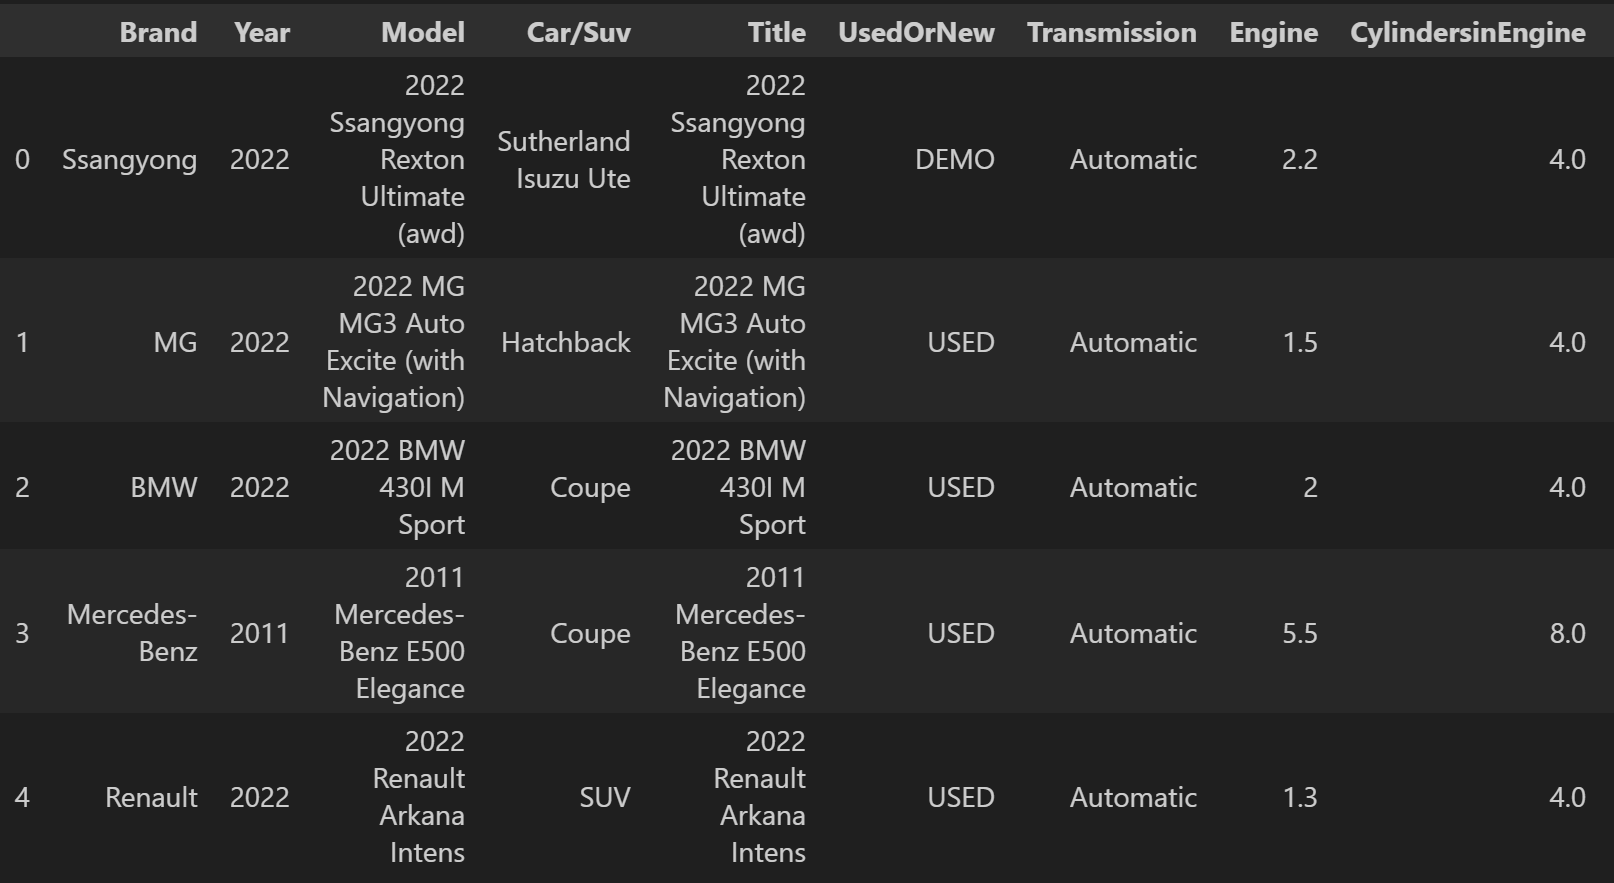 Brand Year Model Car/Suv Title UsedOrNew Transmission Engine CylindersinEngine
0 Ssangyong 2022 2022 Ssangyong Rexton Ultimate (awd) Sutherland Isuzu Ute 2022 Ssangyong Rexton Ultimate (awd) DEMO Automatic 2.2 4.0
1 MG 2022 2022 MG MG3 Auto Excite (with Navigation) Hatchback 2022 MG MG3 Auto Excite (with Navigation) USED Automatic 1.5 4.0
2 BMW 2022 2022 BMW 430I M Sport Coupe 2022 BMW 430I M Sport USED Automatic 2 4.0
3 Mercedes-Benz 2011 2011 Mercedes-Benz E500 Elegance Coupe 2011 Mercedes-Benz E500 Elegance USED Automatic 5.5 8.0
4 Renault 2022 2022 Renault Arkana Intens SUV 2022 Renault Arkana Intens USED Automatic 1.3 4.0